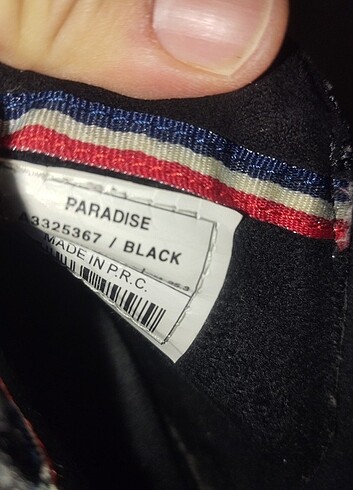 PARADISE
A3325367 / BLACK
MADE IN P.R.C.